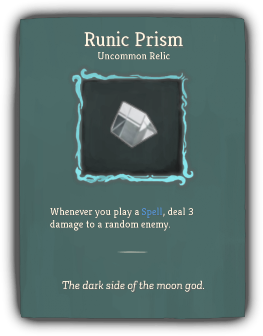 Runic Prism
Uncommon Relic
Whenever you play a Spell, deal 3
damage to a random enemy.
The dark side of the moon god.